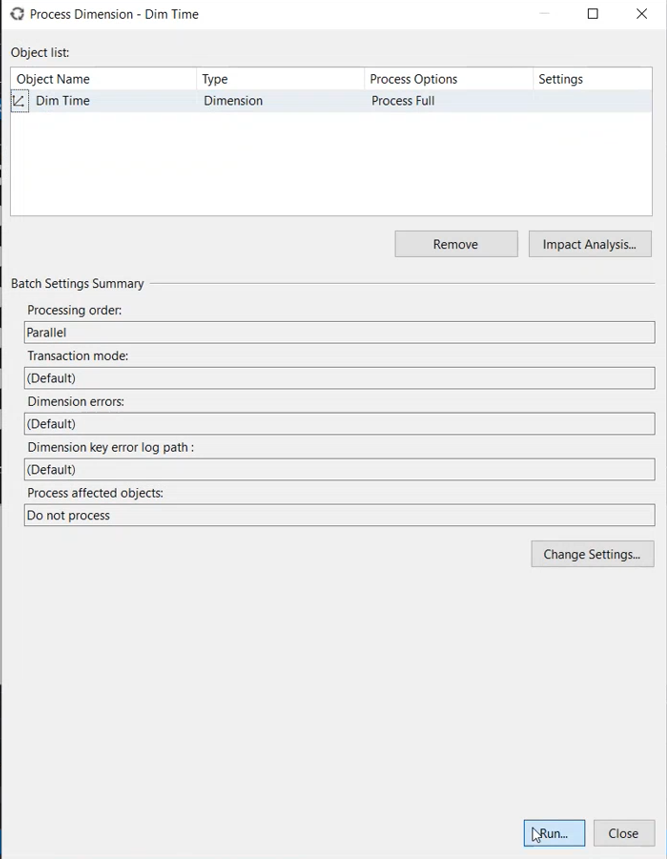 Process Dimension - Dim Time
Object list:
Object Name Type Process Options Settings
Dim Time Dimension Process Full
Remove Impact Analysis...
Batch Settings Summary
Processing order:
Parallel
Transaction mode:
(Default)
Dimension errors:
(Default)
Dimension key error log path :
(Default)
Process affected objects:
Do not process
Change Settings...
Run... Close